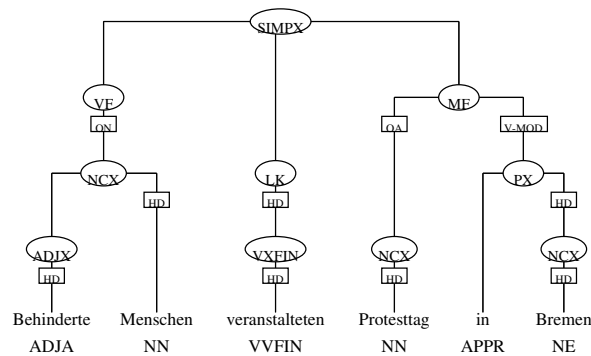 SIMPX
VF MF
ON OA V-MOD
NCX LK PX
HD HD HD
ADJX VXFIN NCX NCX
HD HD HD HD
Behinderte Menschen veranstalteten Protesttag in Bremen
ADJA NN VVFIN NN APPR NE